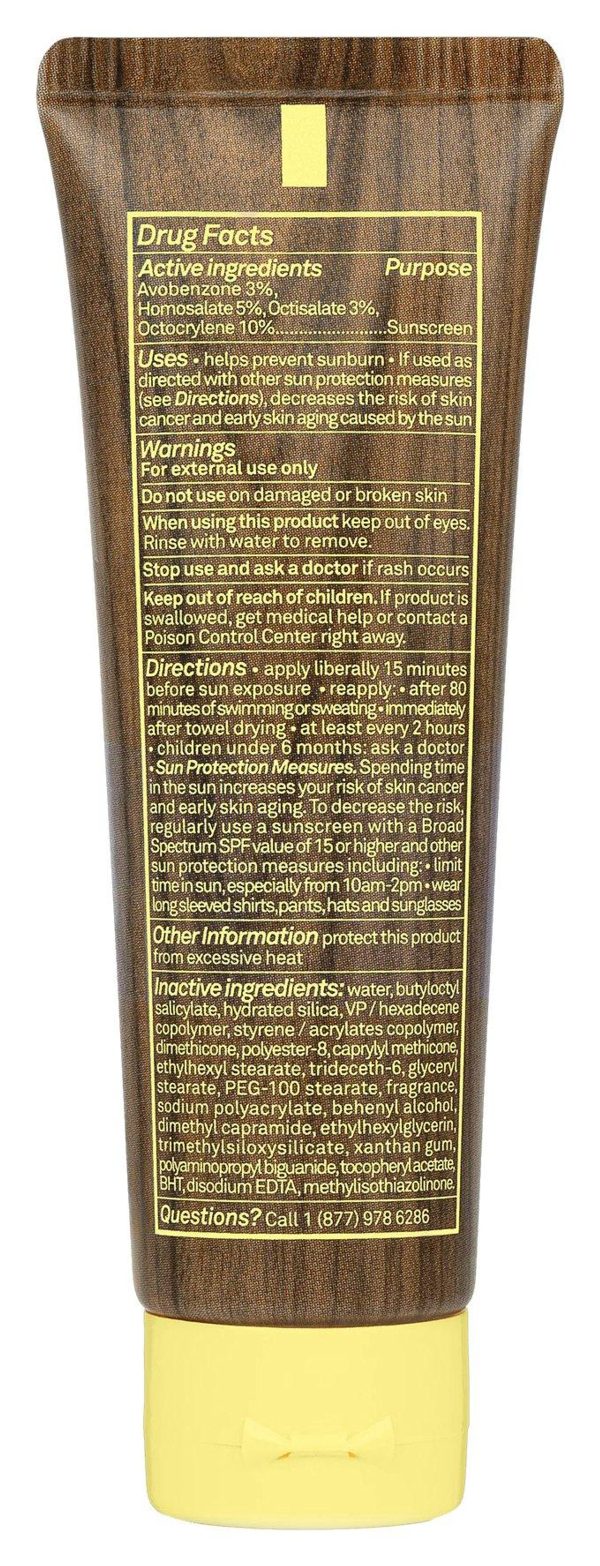 Drug Facts
Active ingredients Purpose
Avobenzone 3%,
Homosalate 5%, Octisalate 3%,
Octocrylene 10%.......................Sunscreen
Uses • helps prevent sunburn • If used as
directed with other sun protection measures
(see Directions), decreases the risk of skin
cancer and early skin aging caused by the sun
Warnings
For external use only
Do not use on damaged or broken skin
When using this product keep out of eyes.
Rinse with water to remove.
Stop use and ask a doctor if rash occurs
Keep out of reach of children. If product is
swallowed, get medical help or contact a
Poison Control Center right away.
Directions • apply liberally 15 minutes
before sun exposure • reapply: • after 80
minutes of swimming or sweating • immediately
after towel drying • at least every 2 hours
• children under 6 months: ask a doctor
• Sun Protection Measures. Spending time
in the sun increases your risk of skin cancer
and early skin aging. To decrease the risk,
regularly use a sunscreen with a Broad
Spectrum SPF value of 15 or higher and other
sun protection measures including: • limit
time in sun, especially from 10am-2pm • wear
long sleeved shirts, pants, hats and sunglasses
Other Information protect this product
from excessive heat
Inactive ingredients: water, butyloctyl
salicylate, hydrated silica, VP / hexadecene
copolymer, styrene / acrylates copolymer,
dimethicone, polyester-8, caprylyl methicone,
ethylhexyl stearate, trideceth-6, glyceryl
stearate, PEG-100 stearate, fragrance,
sodium polyacrylate, behenyl alcohol,
dimethyl capramide, ethylhexylglycerin,
trimethylsiloxysilicate, xanthan gum,
polyaminopropyl biguanide, tocopheryl acetate,
BHT, disodium EDTA, methylisothiazolinone.
Questions? Call 1 (877) 978 6286